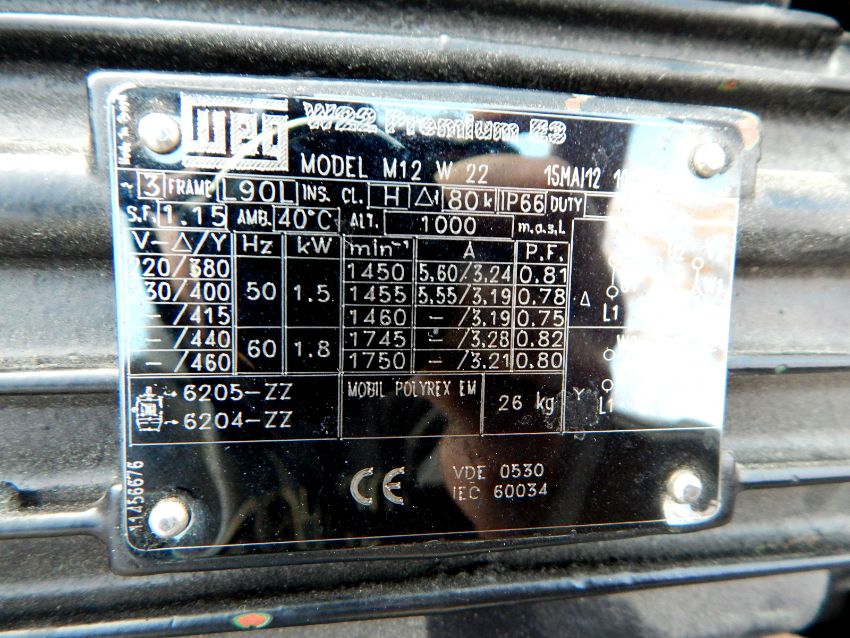 WEG W22 Premium E3
MODEL M12 W 22 15MAI12
~ 3 FRAME L90L INS. CL. H Δt 80 k IP66 DUTY
S.F. 1.15 AMB. 40°C ALT. 1000 m.a.s.l.
V-Δ/Y Hz kW min⁻¹ A P.F.
220/380 1450 5.60/3.24 0.81
230/400 50 1.5 1455 5.55/3.19 0.78 Δ
-/415 1460 -/3.19 0.75 L1
-/440 60 1.8 1745 -/3.28 0.82
-/460 1750 -/3.21 0.80
6205-ZZ MOBIL POLYREX EM 26 kg Y L1
6204-ZZ
CE VDE 0530
IEC 60034
11456676